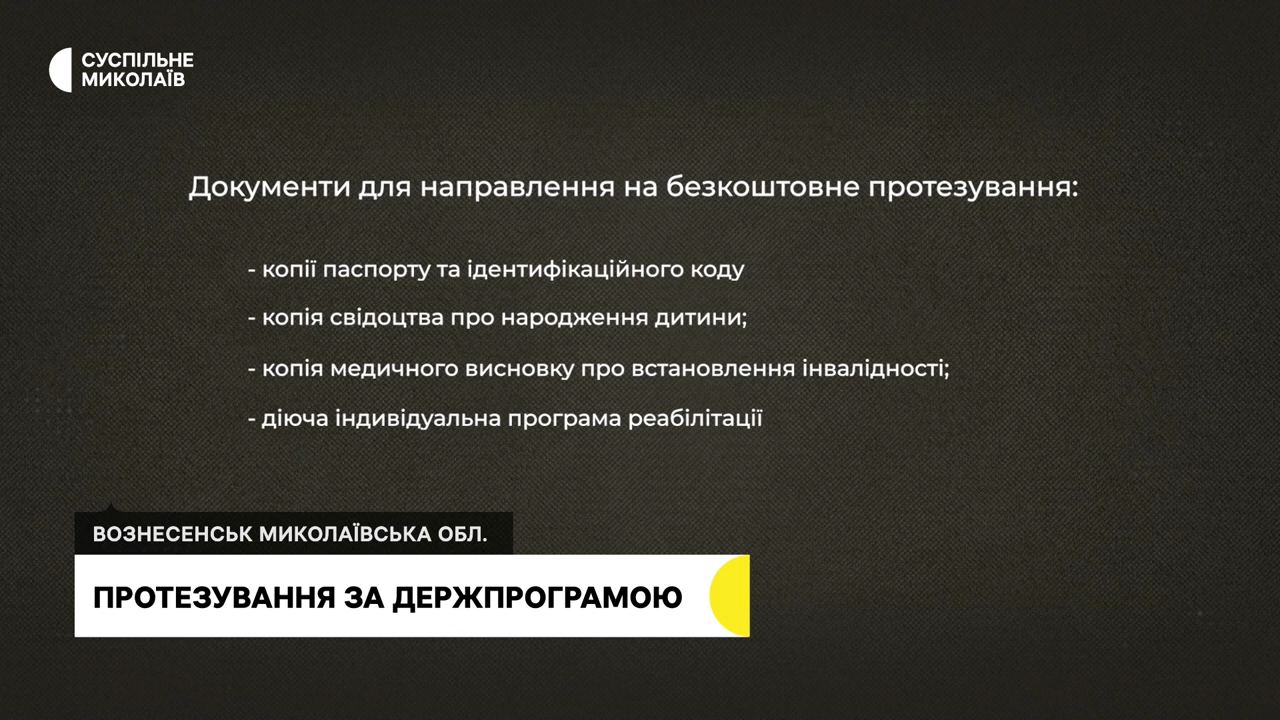 СУСПІЛЬНЕ
МИКОЛАЇВ
Документи для направлення на безкоштовне протезування:
- копії паспорту та ідентифікаційного коду
- копія свідоцтва про народження дитини;
- копія медичного висновку про встановлення інвалідності;
- діюча індивідуальна програма реабілітації
ВОЗНЕСЕНСЬК МИКОЛАЇВСЬКА ОБЛ.
ПРОТЕЗУВАННЯ ЗА ДЕРЖПРОГРАМОЮ